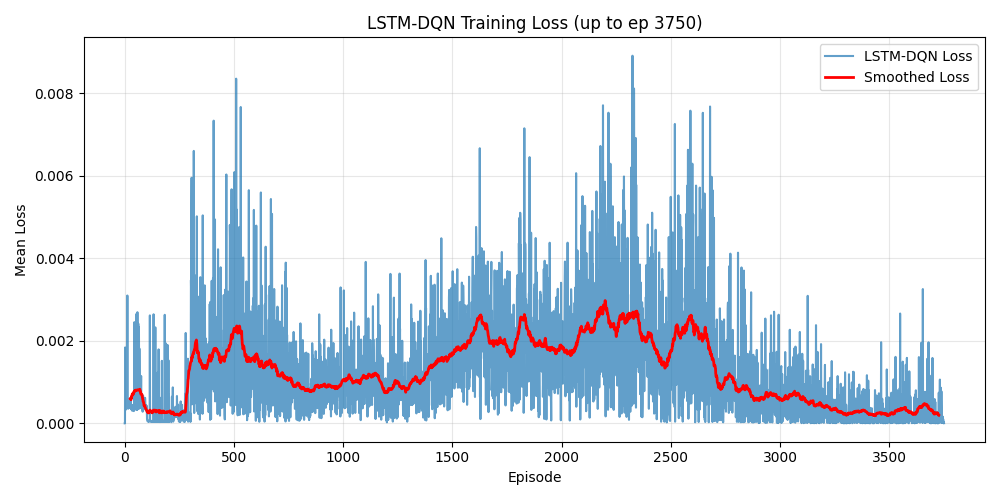 LSTM-DQN Training Loss (up to ep 3750)
LSTM-DQN Loss
Smoothed Loss
Mean Loss
0.008
0.006
0.004
0.002
0.000
0 500 1000 1500 2000 2500 3000 3500
Episode